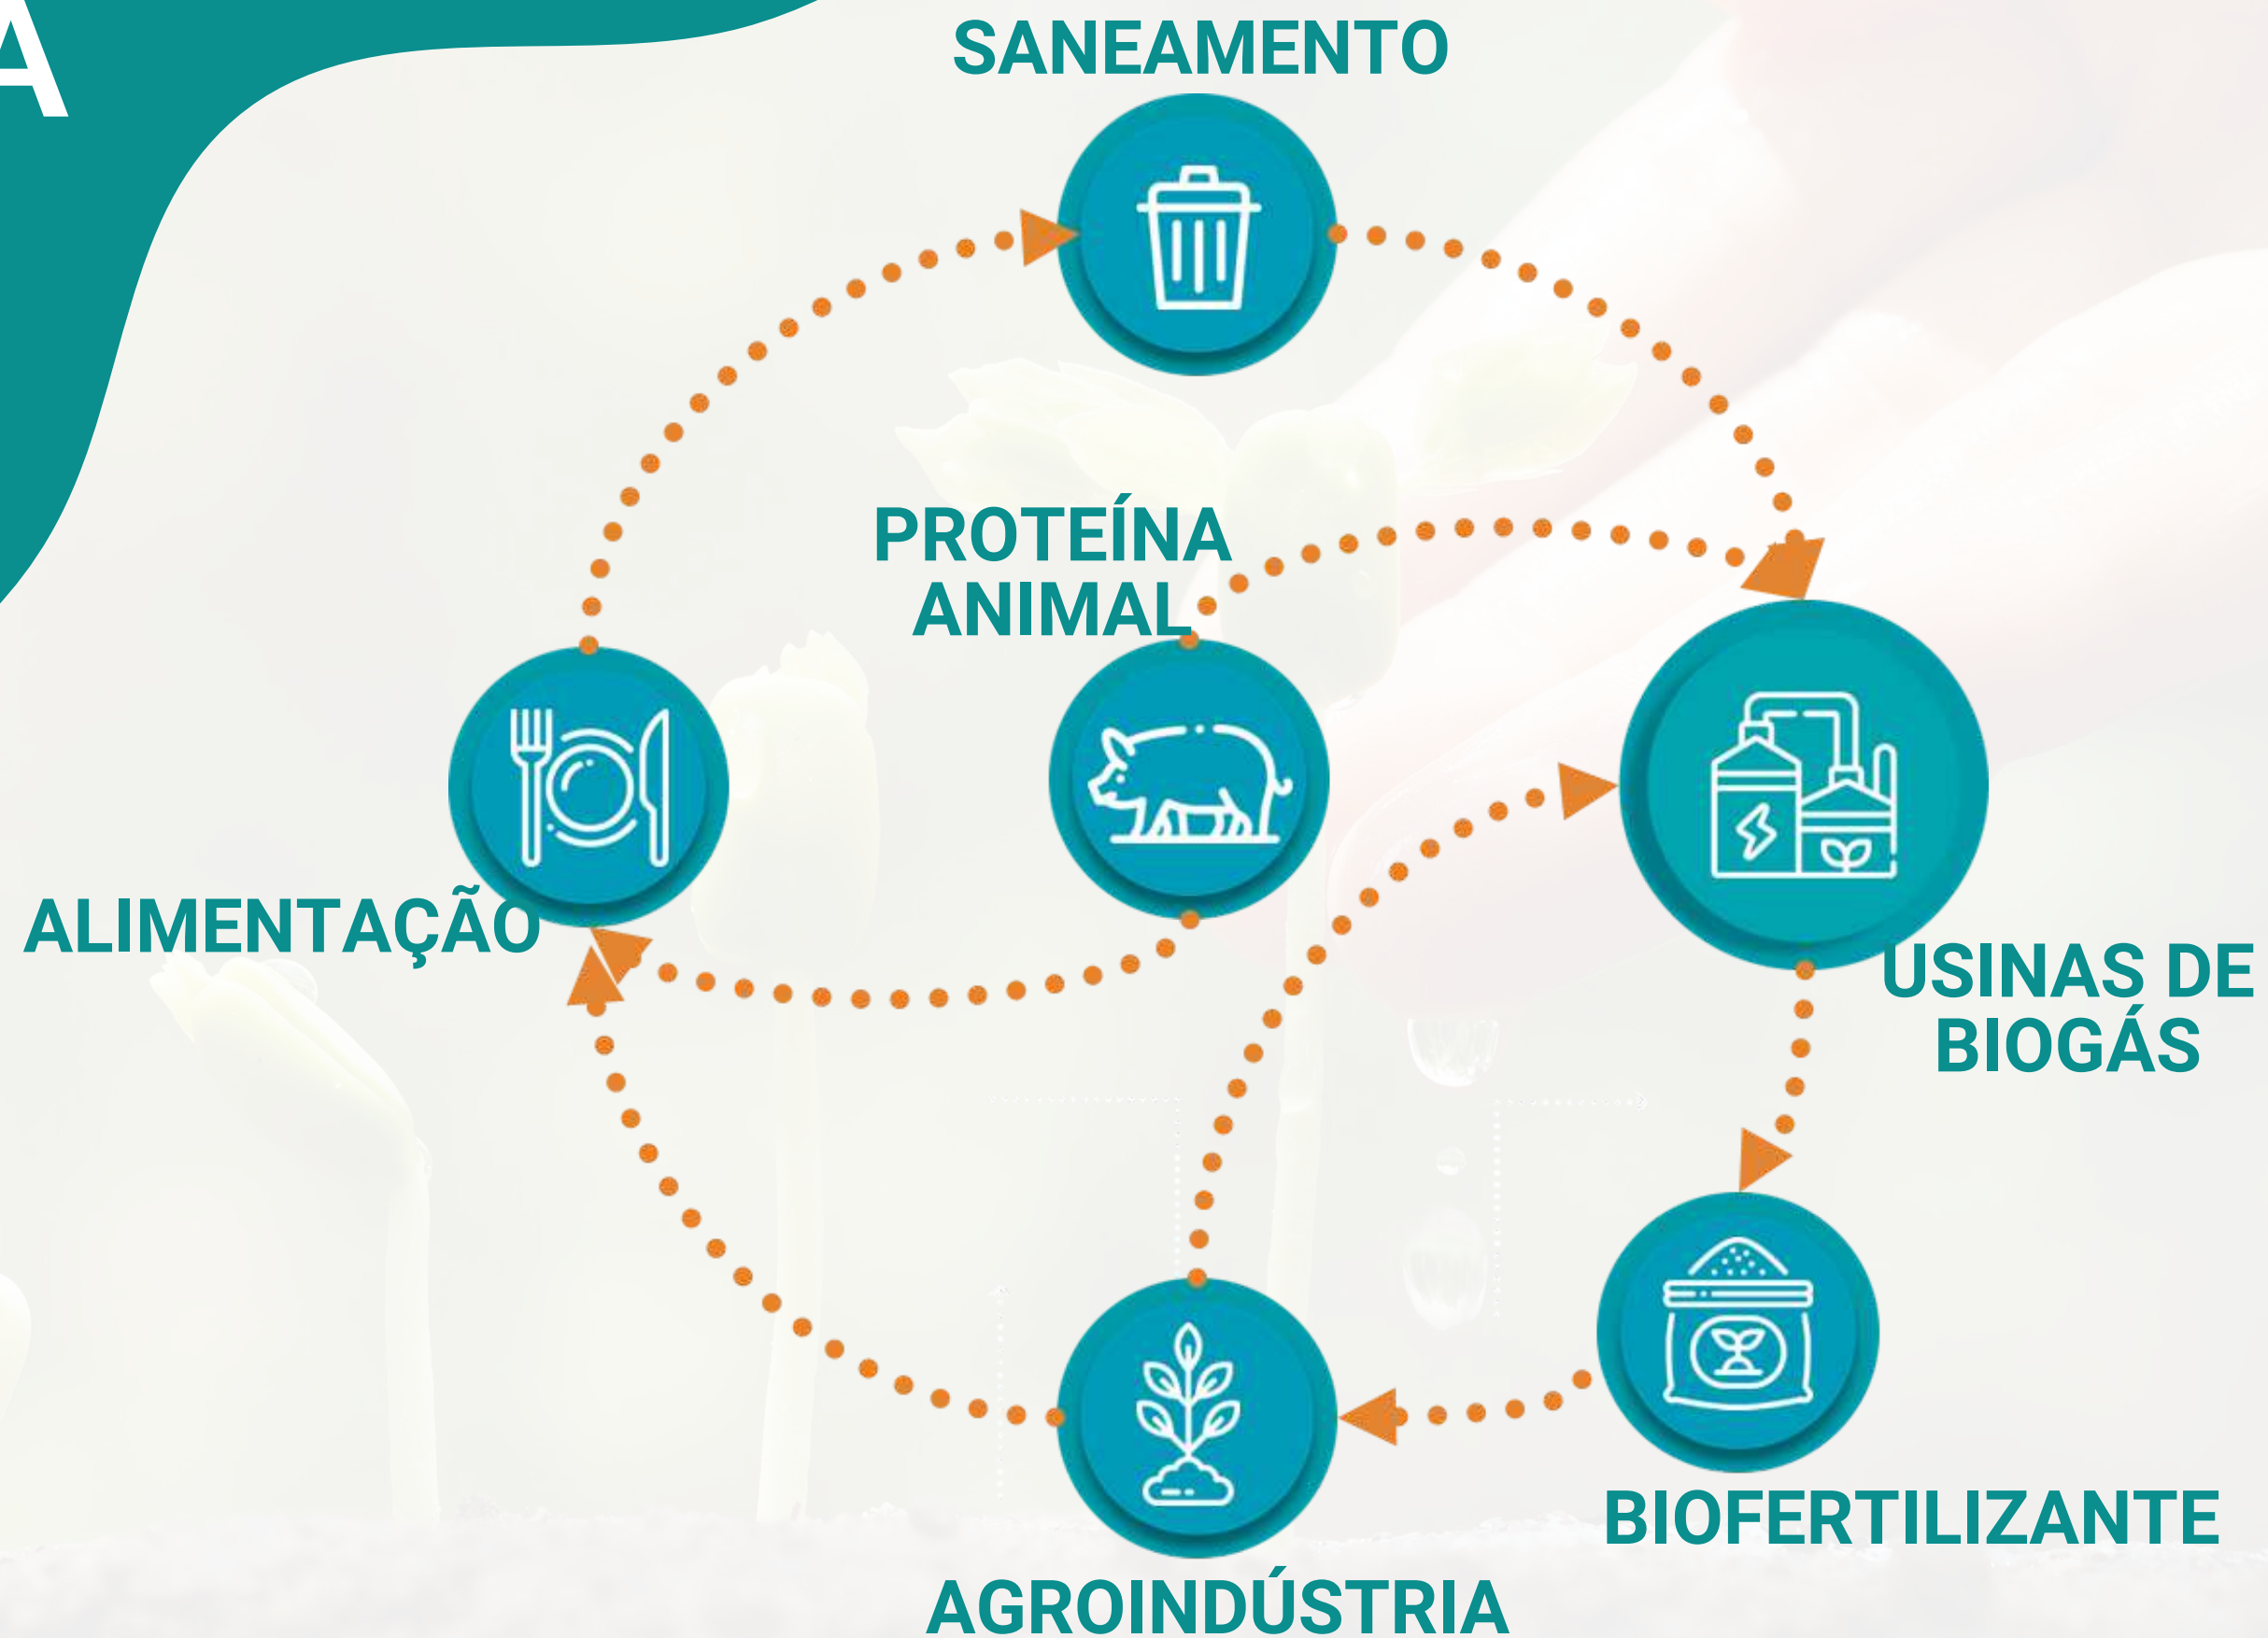 A
SANEAMENTO
PROTEÍNA
ANIMAL
ALIMENTAÇÃO
USINAS DE
BIOGÁS
BIOFERTILIZANTE
AGROINDÚSTRIA